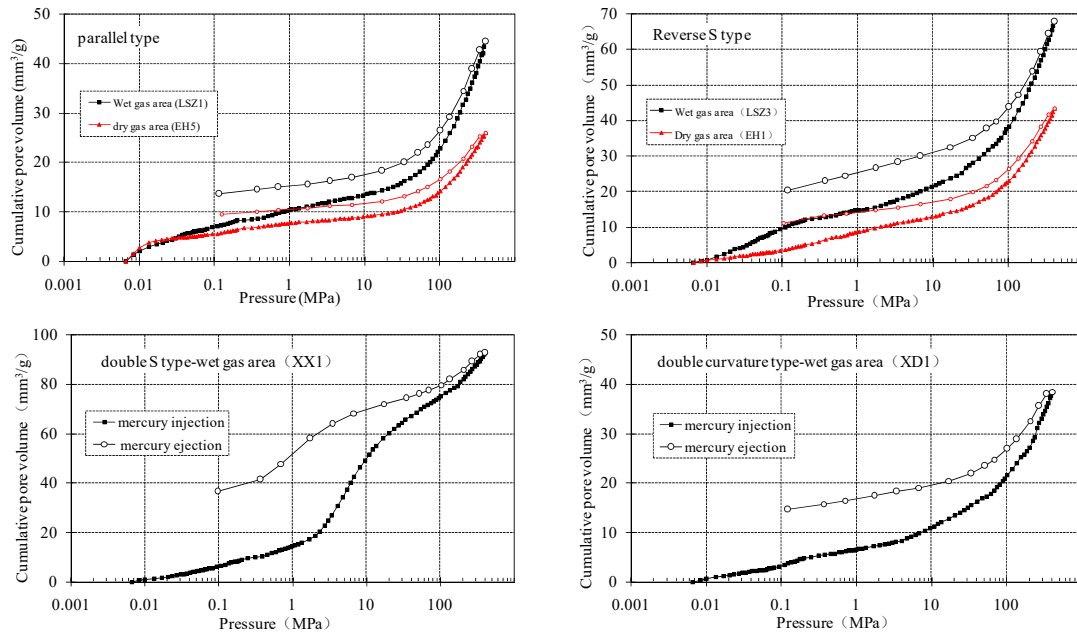 parallel type
Cumulative pore volume (mm³/g)
50
40
30
20
10
0
Wet gas area (LSZ1)
dry gas area (EH5)
0.001 0.01 0.1 1 10 100
Pressure (MPa)
Reverse S type
Cumulative pore volume（mm³/g）
70
60
50
40
30
20
10
0
Wet gas area（LSZ3）
Dry gas area（EH1）
0.001 0.01 0.1 1 10 100
Pressure（MPa）
double S type-wet gas area（XX1）
Cumulative pore volume（mm³/g）
100
80
60
40
20
0
mercury injection
mercury ejection
0.001 0.01 0.1 1 10 100
Pressure（MPa）
double curvature type-wet gas area（XD1）
Cumulative pore volume（mm³/g）
50
40
30
20
10
0
mercury injection
mercury ejection
0.001 0.01 0.1 1 10 100
Pressure（MPa）